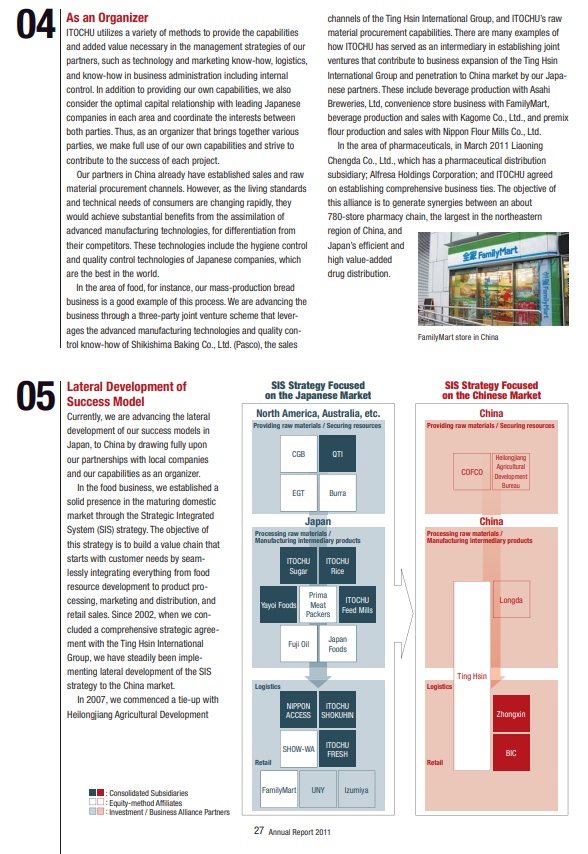 04
As an Organizer
ITOCHU utilizes a variety of methods to provide the capabilities
and added value necessary in the management strategies of our
partners, such as technology and marketing know-how, logistics,
and know-how in business administration including internal
control. In addition to providing our own capabilities, we also
consider the optimal capital relationship with leading Japanese
companies in each area and coordinate the interests between
both parties. Thus, as an organizer that brings together various
parties, we make full use of our own capabilities and strive to
contribute to the success of each project.
Our partners in China already have established sales and raw
material procurement channels. However, as the living standards
and technical needs of consumers are changing rapidly, they
would achieve substantial benefits from the assimilation of
advanced manufacturing technologies, for differentiation from
their competitors. These technologies include the hygiene control
and quality control technologies of Japanese companies, which
are the best in the world.
In the area of food, for instance, our mass-production bread
business is a good example of this process. We are advancing the
business through a three-party joint venture scheme that lever-
ages the advanced manufacturing technologies and quality con-
trol know-how of Shikishima Baking Co., Ltd. (Pasco), the sales
channels of the Ting Hsin International Group, and ITOCHU's raw
material procurement capabilities. There are many examples of
how ITOCHU has served as an intermediary in establishing joint
ventures that contribute to business expansion of the Ting Hsin
International Group and penetration to China market by our Japa-
nese partners. These include beverage production with Asahi
Breweries, Ltd, convenience store business with FamilyMart,
beverage production and sales with Kagome Co., Ltd., and premix
flour production and sales with Nippon Flour Mills Co., Ltd.
In the area of pharmaceuticals, in March 2011 Liaoning
Chengda Co., Ltd., which has a pharmaceutical distribution
subsidiary; Alfresa Holdings Corporation; and ITOCHU agreed
on establishing comprehensive business ties. The objective of
this alliance is to generate synergies between an about
780-store pharmacy chain, the largest in the northeastern
region of China, and
Japan's efficient and
high value-added
drug distribution.
全家 FamilyMart
FamilyMart store in China
05
Lateral Development of
Success Model
Currently, we are advancing the lateral
development of our success models in
Japan, to China by drawing fully upon
our partnerships with local companies
and our capabilities as an organizer.
In the food business, we established a
solid presence in the maturing domestic
market through the Strategic Integrated
System (SIS) strategy. The objective of
this strategy is to build a value chain that
starts with customer needs by seam-
lessly integrating everything from food
resource development to product pro-
cessing, marketing and distribution, and
retail sales. Since 2002, when we con-
cluded a comprehensive strategic agree-
ment with the Ting Hsin International
Group, we have steadily been imple-
menting lateral development of the SIS
strategy to the China market.
In 2007, we commenced a tie-up with
Heilongjiang Agricultural Development
SIS Strategy Focused
on the Japanese Market
North America, Australia, etc.
Providing raw materials / Securing resources
CGB
QTI
EGT
Burra
Japan
Processing raw materials /
Manufacturing intermediary products
ITOCHU
Sugar
ITOCHU
Rice
Yayoi Foods
Prima
Meat
Packers
ITOCHU
Feed Mills
Fuji Oil
Japan
Foods
Logistics
NIPPON
ACCESS
ITOCHU
SHOKUHIN
SHOW-WA
ITOCHU
FRESH
Retail
FamilyMart
UNY
Izumiya
SIS Strategy Focused
on the Chinese Market
China
Providing raw materials / Securing resources
COFCO
Heilongjiang
Agricultural
Development
Bureau
China
Processing raw materials /
Manufacturing intermediary products
Longda
Ting Hsin
Logistics
Zhongxin
BIC
Retail
: Consolidated Subsidiaries
: Equity-method Affiliates
: Investment / Business Alliance Partners
27 Annual Report 2011